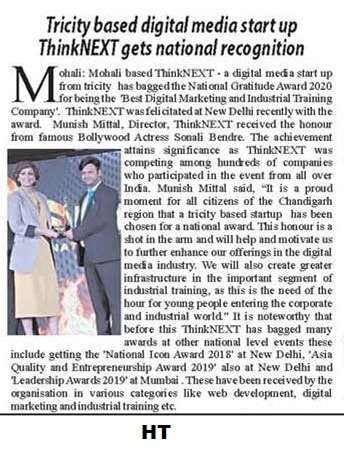 Tricity based digital media start up
ThinkNEXT gets national recognition
Mohali: Mohali based ThinkNEXT - a digital media start up
from tricity has bagged the National Gratitude Award 2020
for being the 'Best Digital Marketing and Industrial Training
Company'. ThinkNEXT was felicitated at New Delhi recently with the
award. Munish Mittal, Director, ThinkNEXT received the honour
from famous Bollywood Actress Sonali Bendre. The achievement
attains significance as ThinkNEXT was
competing among hundreds of companies
who participated in the event from all over
India. Munish Mittal said, "It is a proud
moment for all citizens of the Chandigarh
region that a tricity based startup has been
chosen for a national award. This honour is a
shot in the arm and will help and motivate us
to further enhance our offerings in the digital
media industry. We will also create greater
infrastructure in the important segment of
industrial training, as this is the need of the
hour for young people entering the corporate
and industrial world." It is noteworthy that
before this ThinkNEXT has bagged many
awards at other national level events these
include getting the 'National Icon Award 2018' at New Delhi, 'Asia
Quality and Entrepreneurship Award 2019' also at New Delhi and
'Leadership Awards 2019' at Mumbai. These have been received by the
organisation in various categories like web development, digital
marketing and industrial training etc.
HT